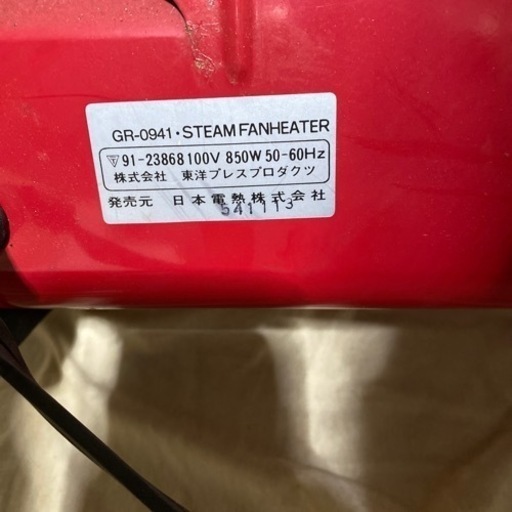 GR-0941・STEAM FANHEATER
91-23868 100V 850W 50-60Hz
株式会社 東洋プレスプロダクツ
発売元 日本電熱株式会社
541113